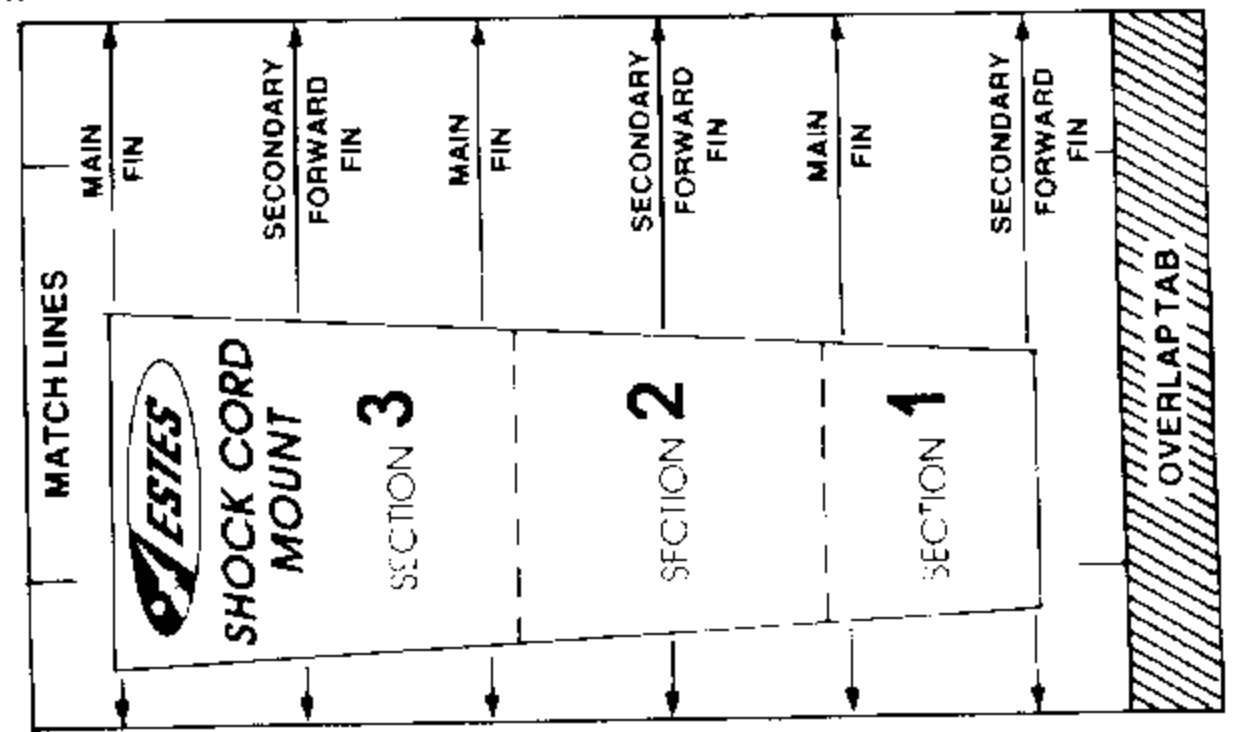 MATCH LINES
MAIN
FIN
SECONDARY
FORWARD
FIN
MAIN
FIN
SECONDARY
FORWARD
FIN
MAIN
FIN
SECONDARY
FORWARD
FIN
ESTES
SHOCK CORD
MOUNT
SECTION 3
SECTION 2
SECTION 1
OVERLAP TAB